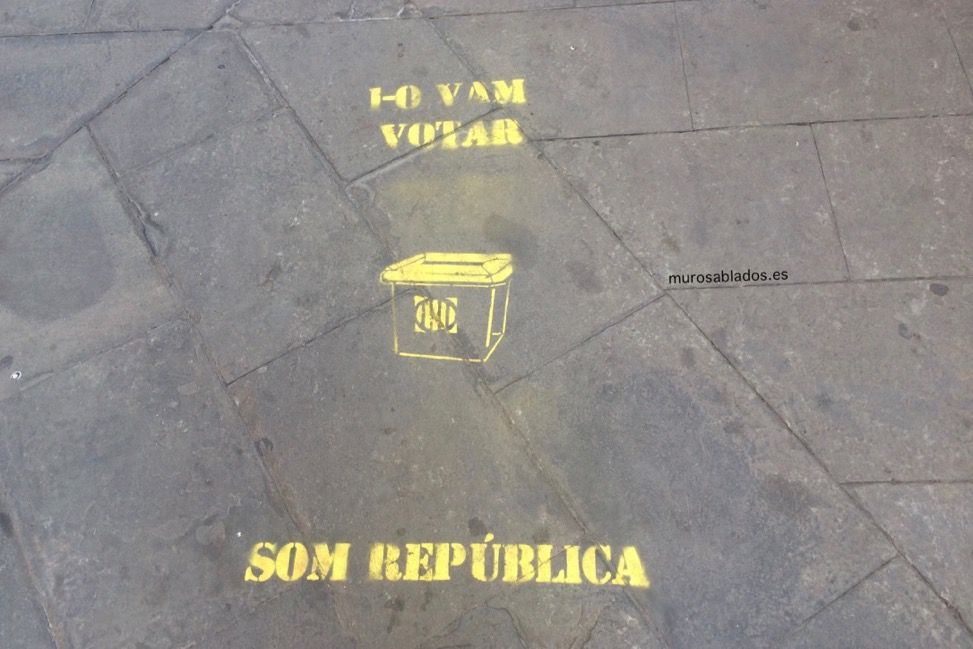 1-O VAM
VOTAR
murosablados.es
SOM REPÚBLICA